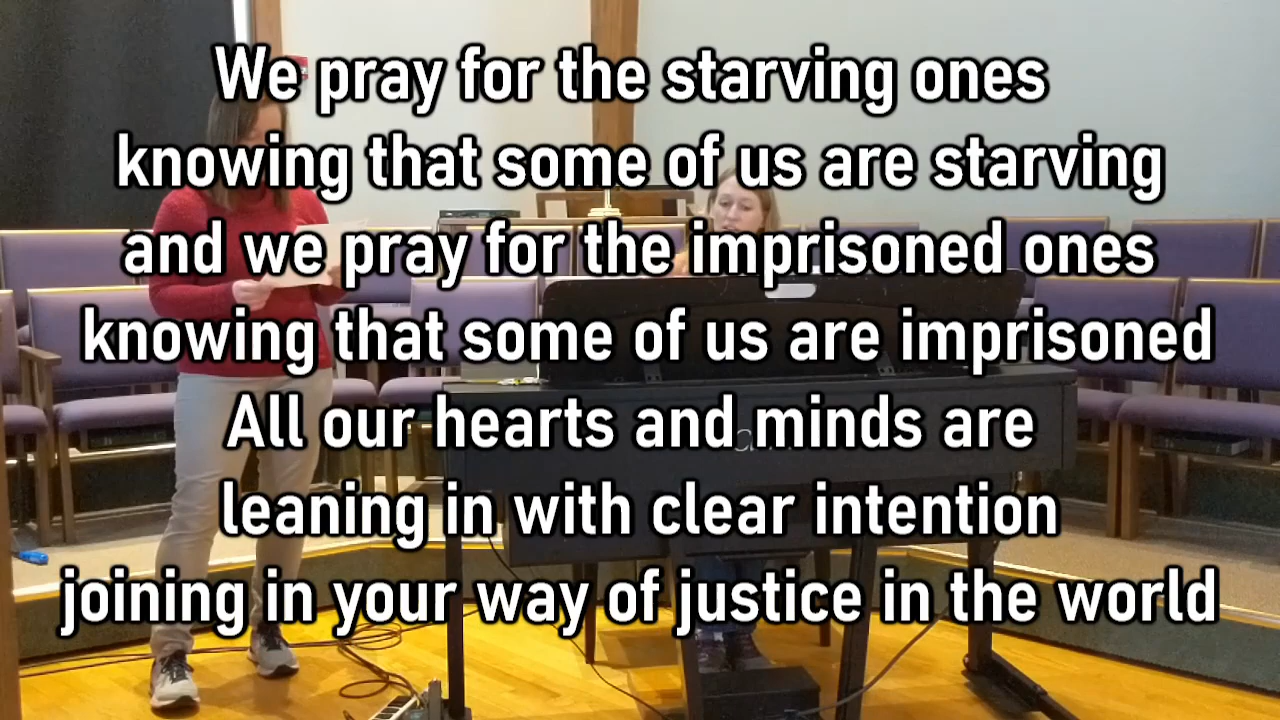 We pray for the starving ones
knowing that some of us are starving
and we pray for the imprisoned ones
knowing that some of us are imprisoned
All our hearts and minds are
leaning in with clear intention
joining in your way of justice in the world